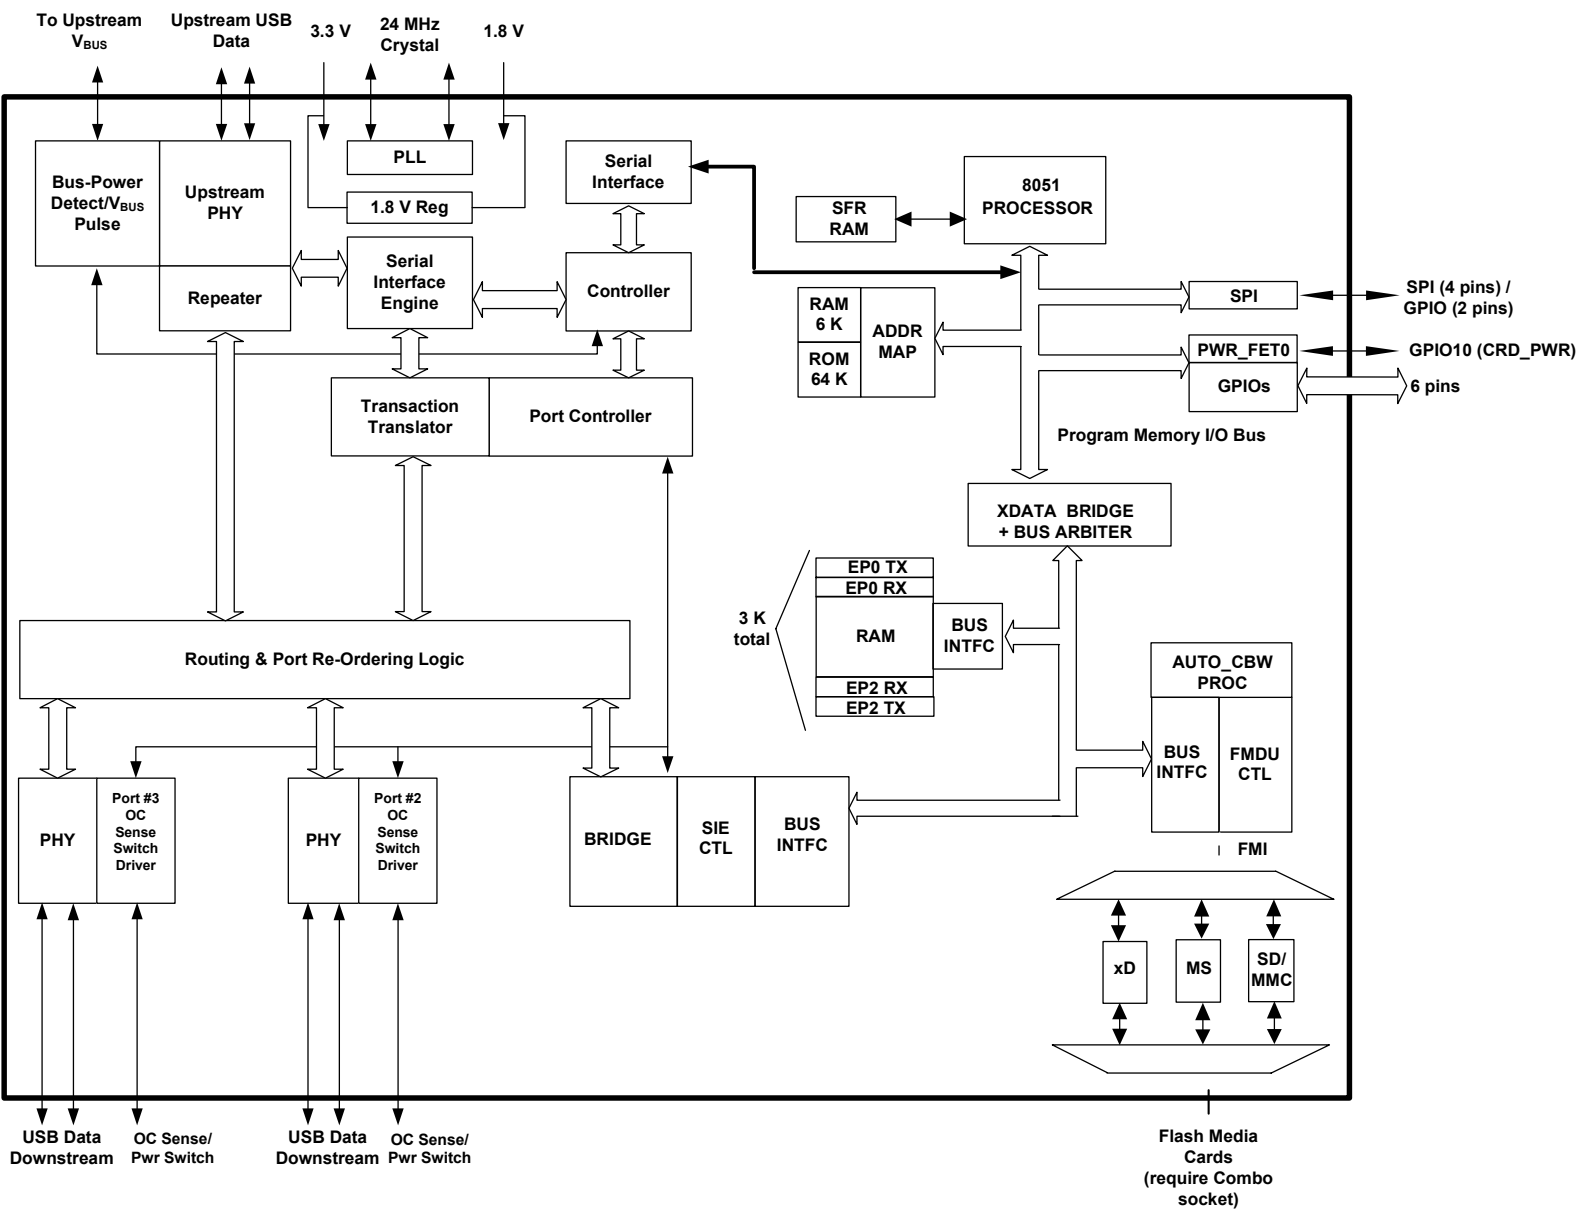 To Upstream
VBUS
Upstream USB
Data
3.3 V
24 MHz
Crystal
1.8 V
Bus-Power
Detect/VBUS
Pulse
Upstream
PHY
Repeater
PLL
1.8 V Reg
Serial
Interface
Engine
Serial
Interface
Controller
SFR
RAM
8051
PROCESSOR
RAM
6 K
ROM
64 K
ADDR
MAP
SPI
SPI (4 pins) /
GPIO (2 pins)
PWR_FET0
GPIO10 (CRD_PWR)
GPIOs
6 pins
Transaction
Translator
Port Controller
Program Memory I/O Bus
XDATA BRIDGE
+ BUS ARBITER
3 K
total
EP0 TX
EP0 RX
RAM
EP2 RX
EP2 TX
BUS
INTFC
Routing & Port Re-Ordering Logic
AUTO_CBW
PROC
BUS
INTFC
FMDU
CTL
FMI
PHY
Port #3
OC
Sense
Switch
Driver
PHY
Port #2
OC
Sense
Switch
Driver
BRIDGE
SIE
CTL
BUS
INTFC
xD
MS
SD/
MMC
USB Data
Downstream
OC Sense/
Pwr Switch
USB Data
Downstream
OC Sense/
Pwr Switch
Flash Media
Cards
(require Combo
socket)